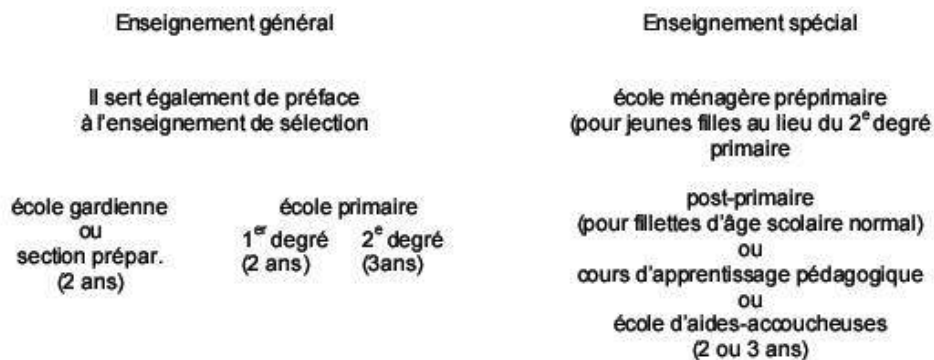 Enseignement général
Il sert également de préface
à l'enseignement de sélection
école gardienne
ou
section prépar.
(2 ans)
école primaire
1er degré
(2 ans)
2e degré
(3ans)
Enseignement spécial
école ménagère préprimaire
(pour jeunes filles au lieu du 2e degré
primaire
post-primaire
(pour fillettes d'âge scolaire normal)
ou
cours d'apprentissage pédagogique
ou
école d'aides-accoucheuses
(2 ou 3 ans)